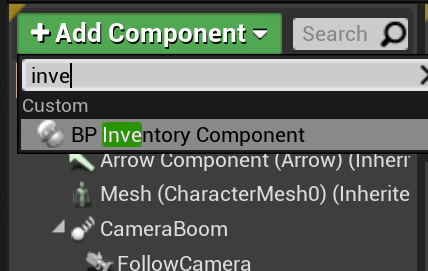 + Add Component
Search
inve
Custom
BP Inventory Component
Arrow Component (Arrow) (Inheri
Mesh (CharacterMesh0) (Inherite
CameraBoom
FollowCamera